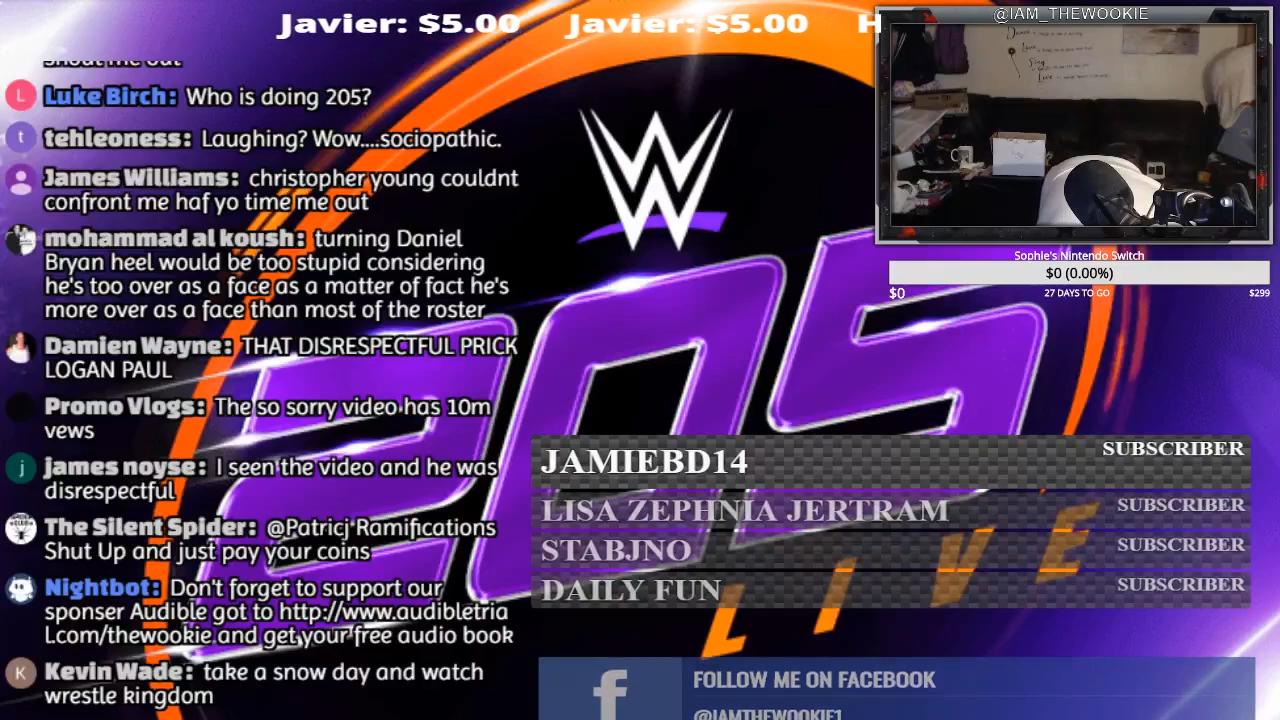 Javier: $5.00 Javier: $5.00 H
shout me out
Luke Birch: Who is doing 205?
tehleoness: Laughing? Wow....sociopathic.
James Williams: christopher young couldnt
confront me haf yo time me out
mohammad al koush: turning Daniel
Bryan heel would be too stupid considering
he's too over as a face as a matter of fact he's
more over as a face than most of the roster
Damien Wayne: THAT DISRESPECTFUL PRICK
LOGAN PAUL
Promo Vlogs: The so sorry video has 10m
vews
james noyse: I seen the video and he was
disrespectful
The Silent Spider: @Patricj Ramifications
Shut Up and just pay your coins
Nightbot: Don't forget to support our
sponser Audible got to http://www.audibletria
l.com/thewookie and get your free audio book
Kevin Wade: take a snow day and watch
wrestle kingdom
W
205
LIVE
@IAM_THEWOOKIE
Dance
Love
Sing
Live
Sophie's Nintendo Switch
$0 (0.00%)
$0 27 DAYS TO GO $299
JAMIEBD14 SUBSCRIBER
LISA ZEPHNIA JERTRAM SUBSCRIBER
STABJNO SUBSCRIBER
DAILY FUN SUBSCRIBER
f
FOLLOW ME ON FACEBOOK
@IAMTHEWOOKIE1